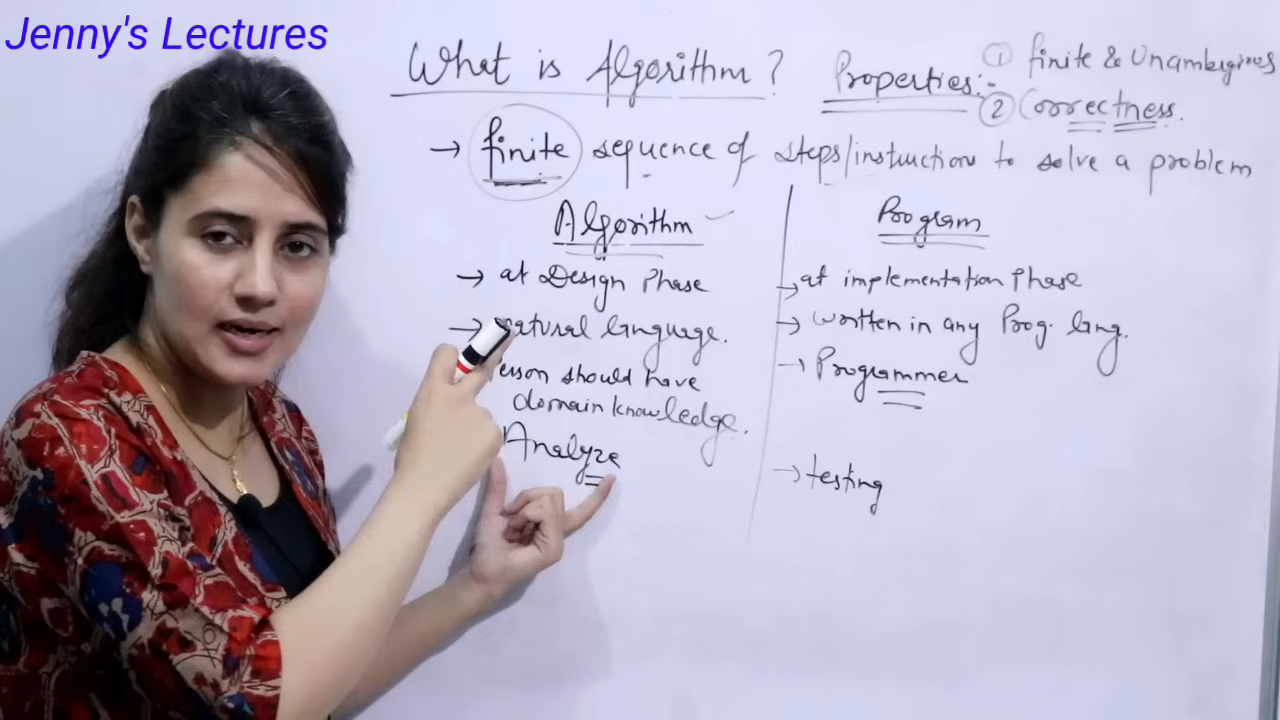 Jenny's Lectures
What is Algorithm? Properties:-
① finite & Unambigious
② Correctness.
→ finite sequence of steps/instruction to solve a problem
Algorithm
→ at Design Phase
→ natural language.
Person should have
domain knowledge.
Analyze
Program
→ at implementation Phase
→ written in any Prog. lang.
→ Programmer
→ testing